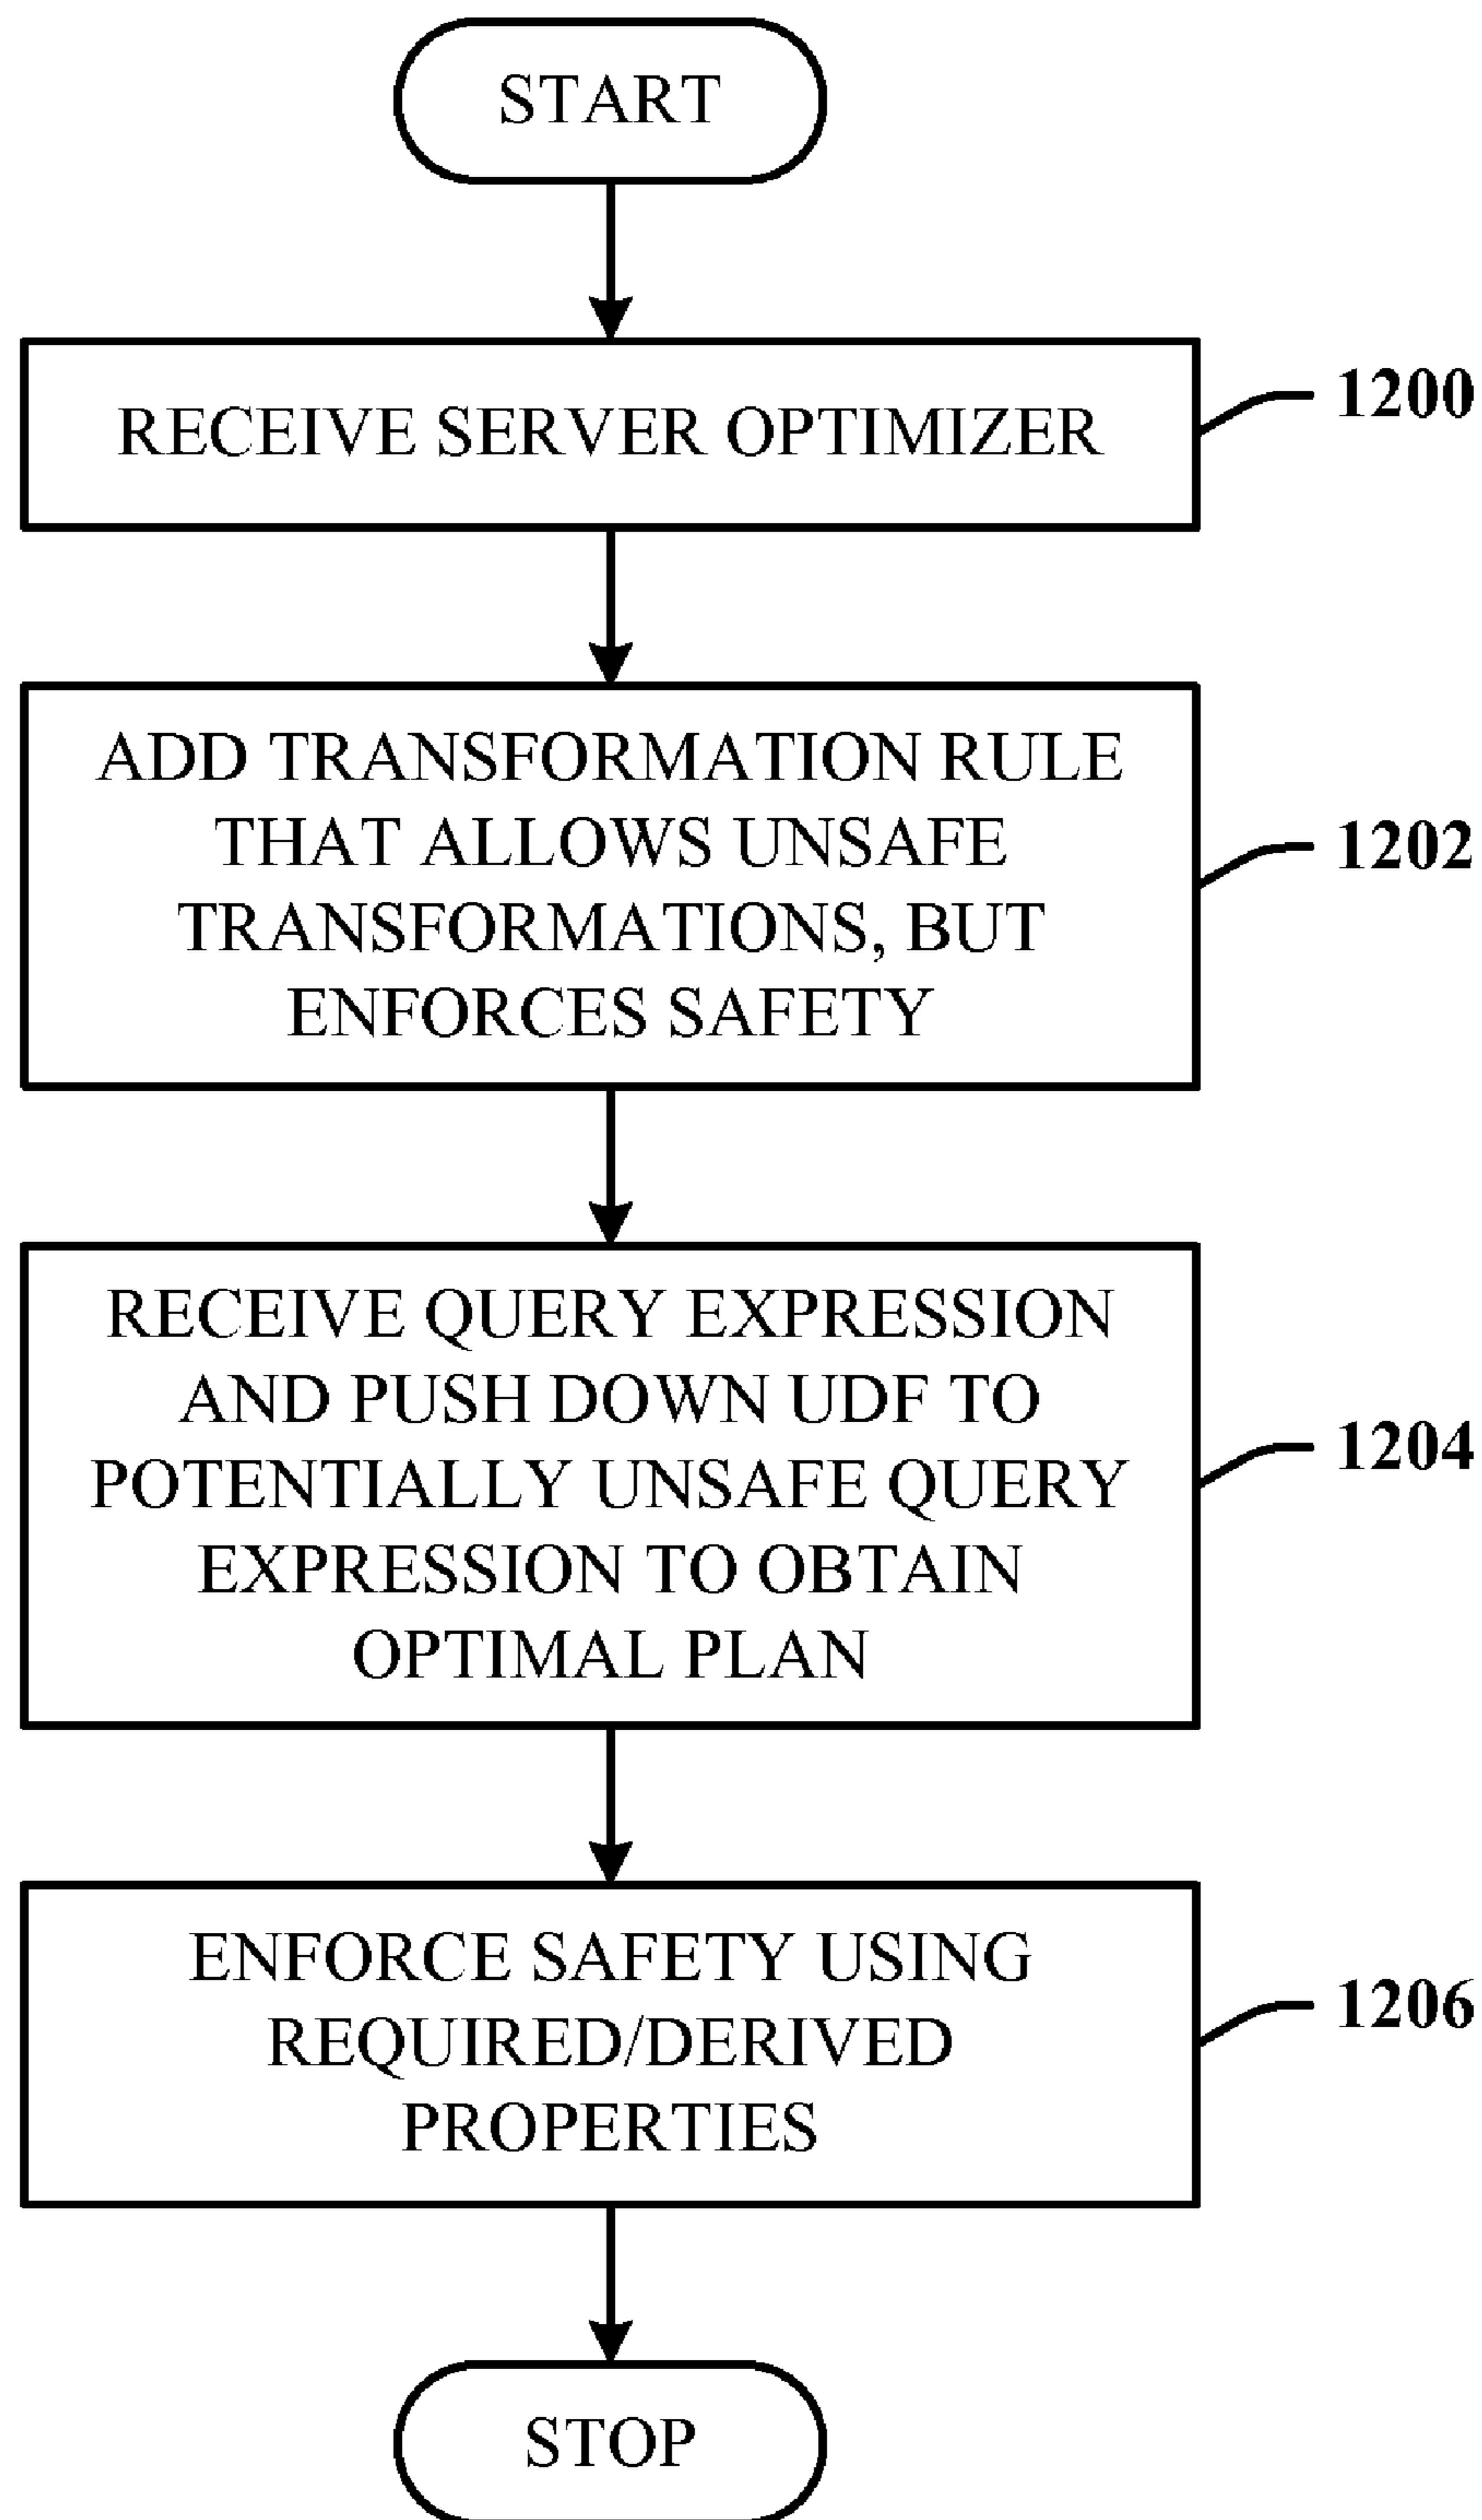 START
RECEIVE SERVER OPTIMIZER
1200
ADD TRANSFORMATION RULE
THAT ALLOWS UNSAFE
TRANSFORMATIONS, BUT
ENFORCES SAFETY
1202
RECEIVE QUERY EXPRESSION
AND PUSH DOWN UDF TO
POTENTIALLY UNSAFE QUERY
EXPRESSION TO OBTAIN
OPTIMAL PLAN
1204
ENFORCE SAFETY USING
REQUIRED/DERIVED
PROPERTIES
1206
STOP